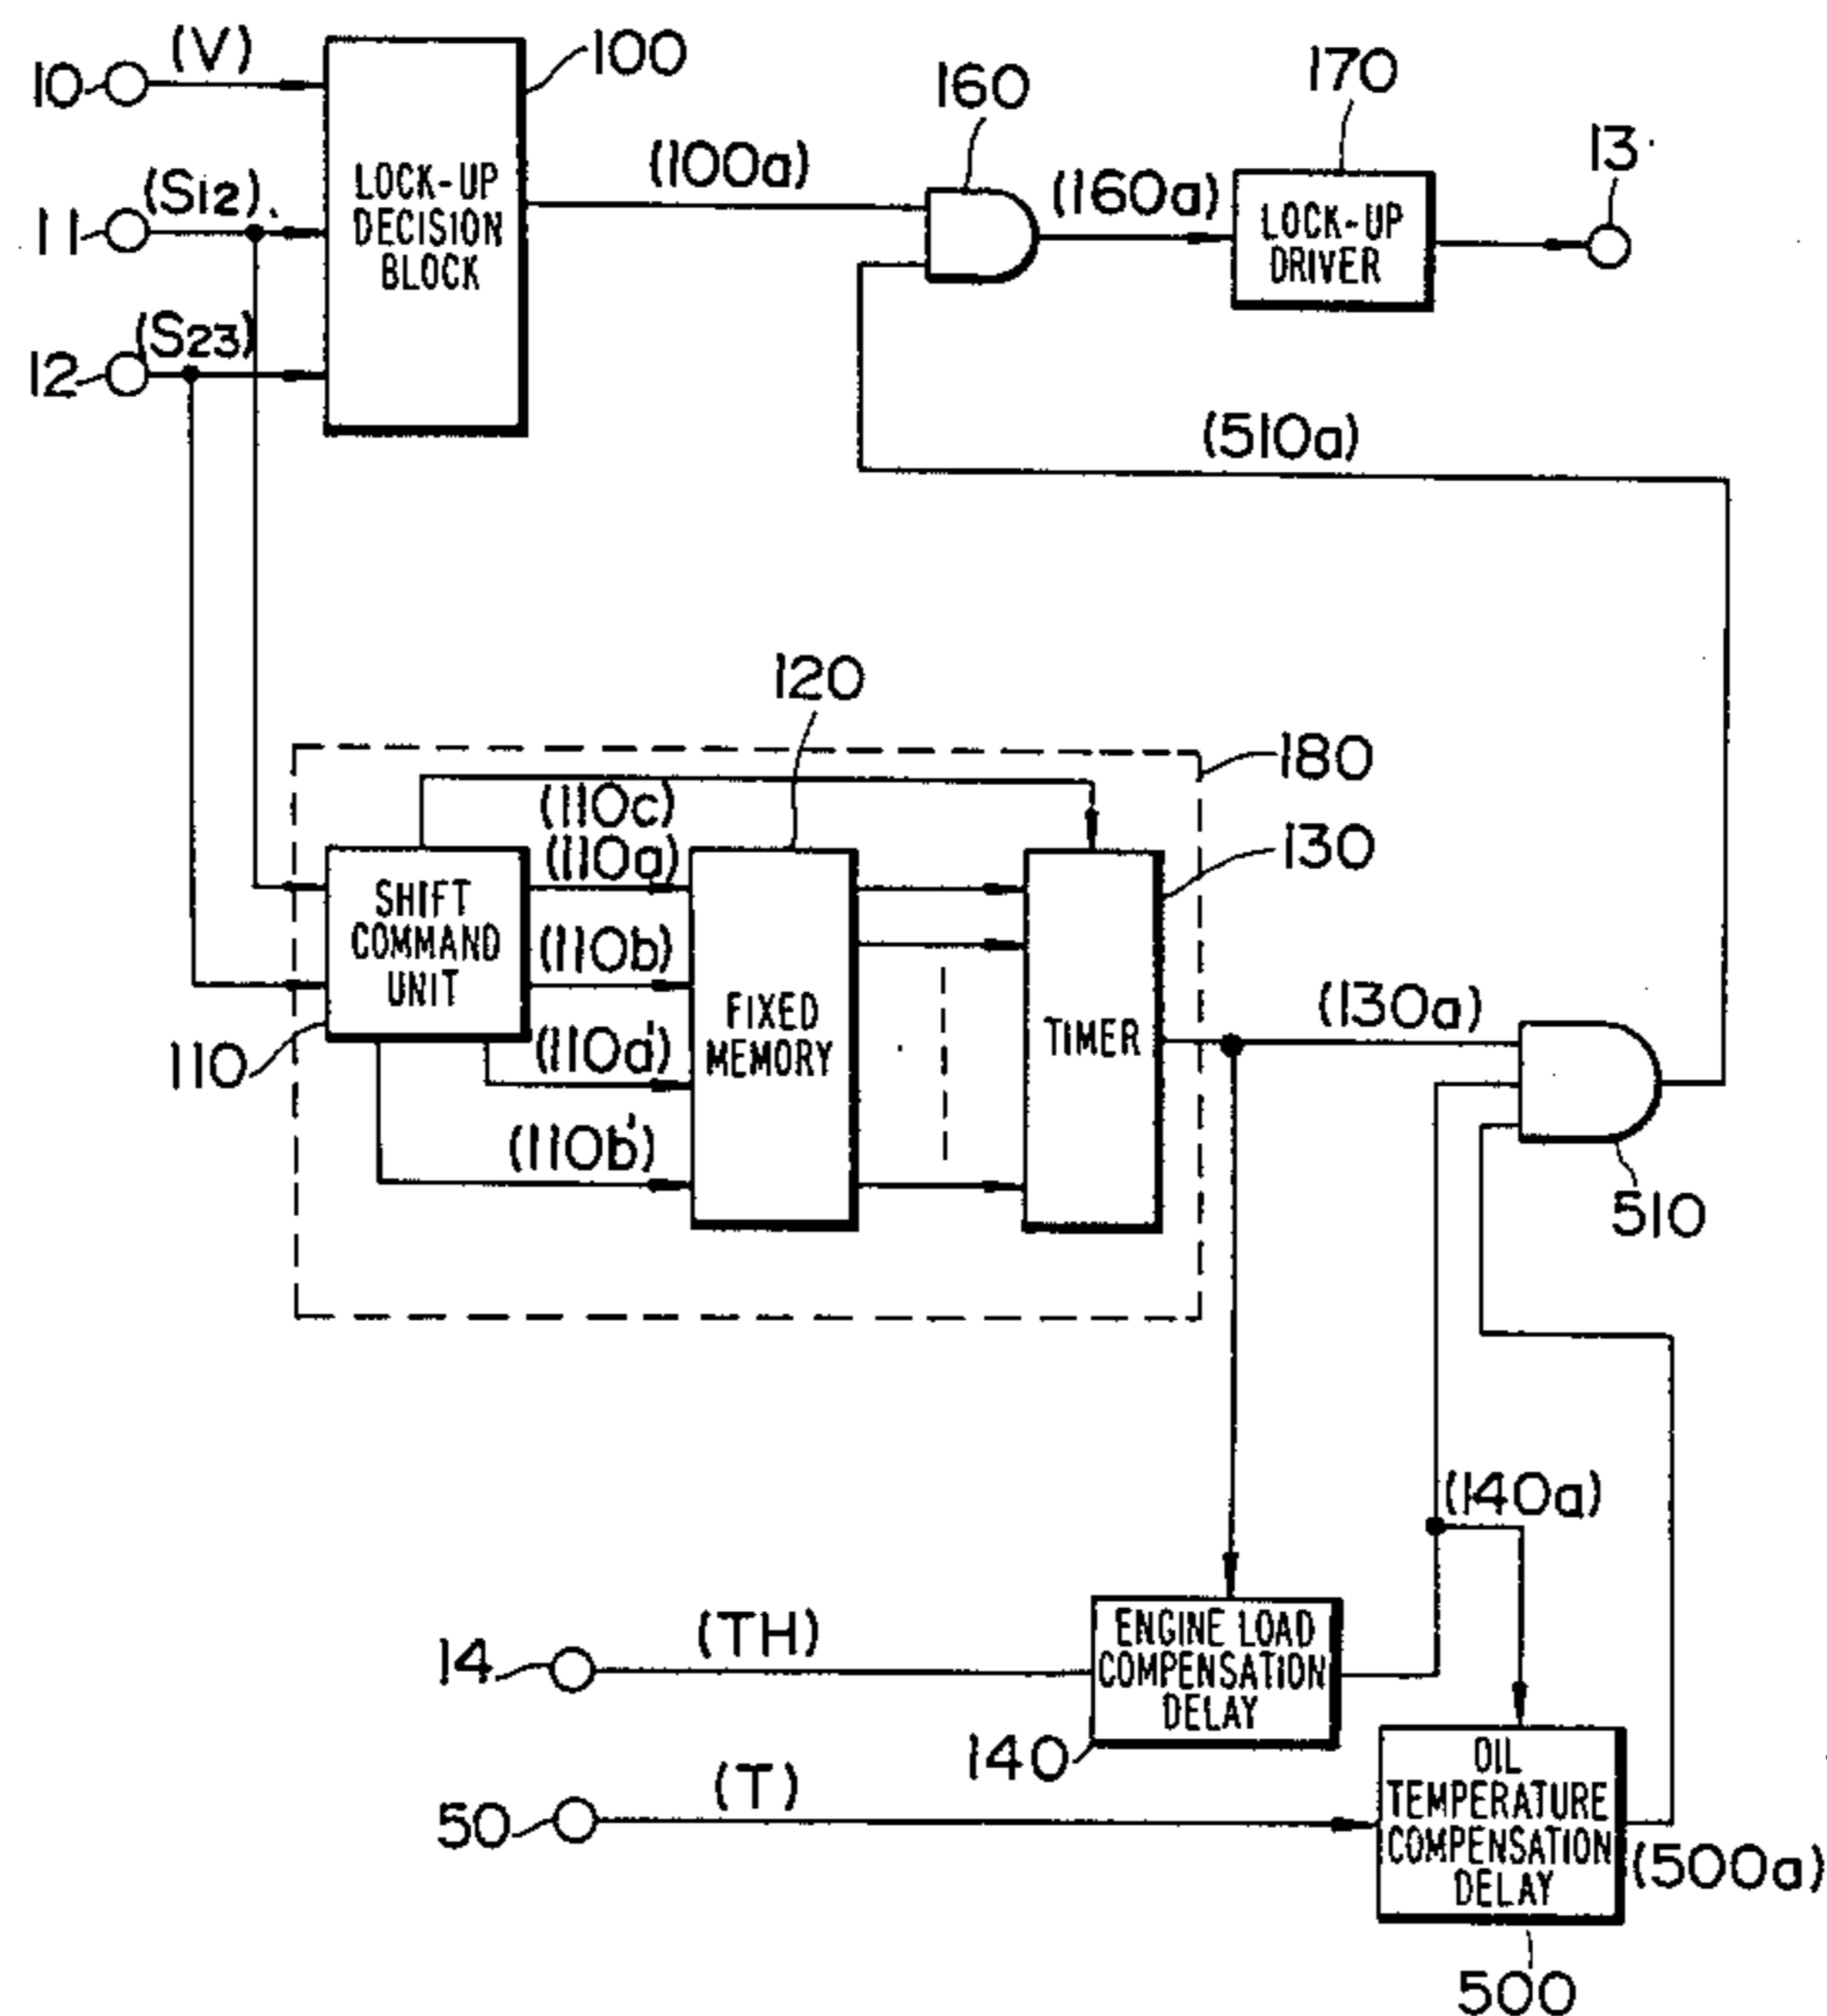 10
(V)
100
160
170
13
LOCK-UP
DECISION
BLOCK
(100a)
(160a)
LOCK-UP
DRIVER
11
(S12)
12
(S23)
(510a)
120
180
(110c)
(110a)
130
SHIFT
COMMAND
UNIT
(110b)
FIXED
MEMORY
TIMER
(130a)
110
(110a')
(110b')
510
(140a)
14
(TH)
ENGINE LOAD
COMPENSATION
DELAY
140
50
(T)
OIL
TEMPERATURE
COMPENSATION
DELAY
(500a)
500